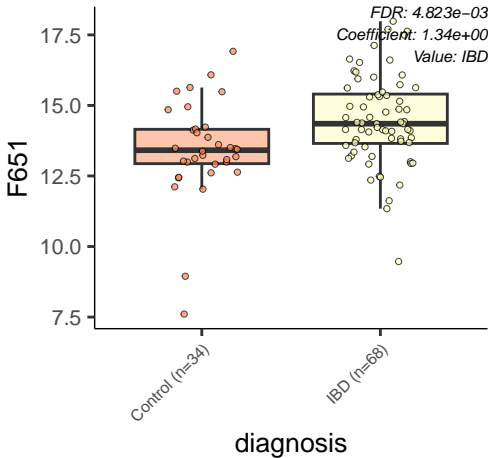 FDR: 4.823e−03
Coefficient: 1.34e+00
Value: IBD
17.5
15.0
12.5
10.0
7.5
F651
Control (n=34)
IBD (n=68)
diagnosis